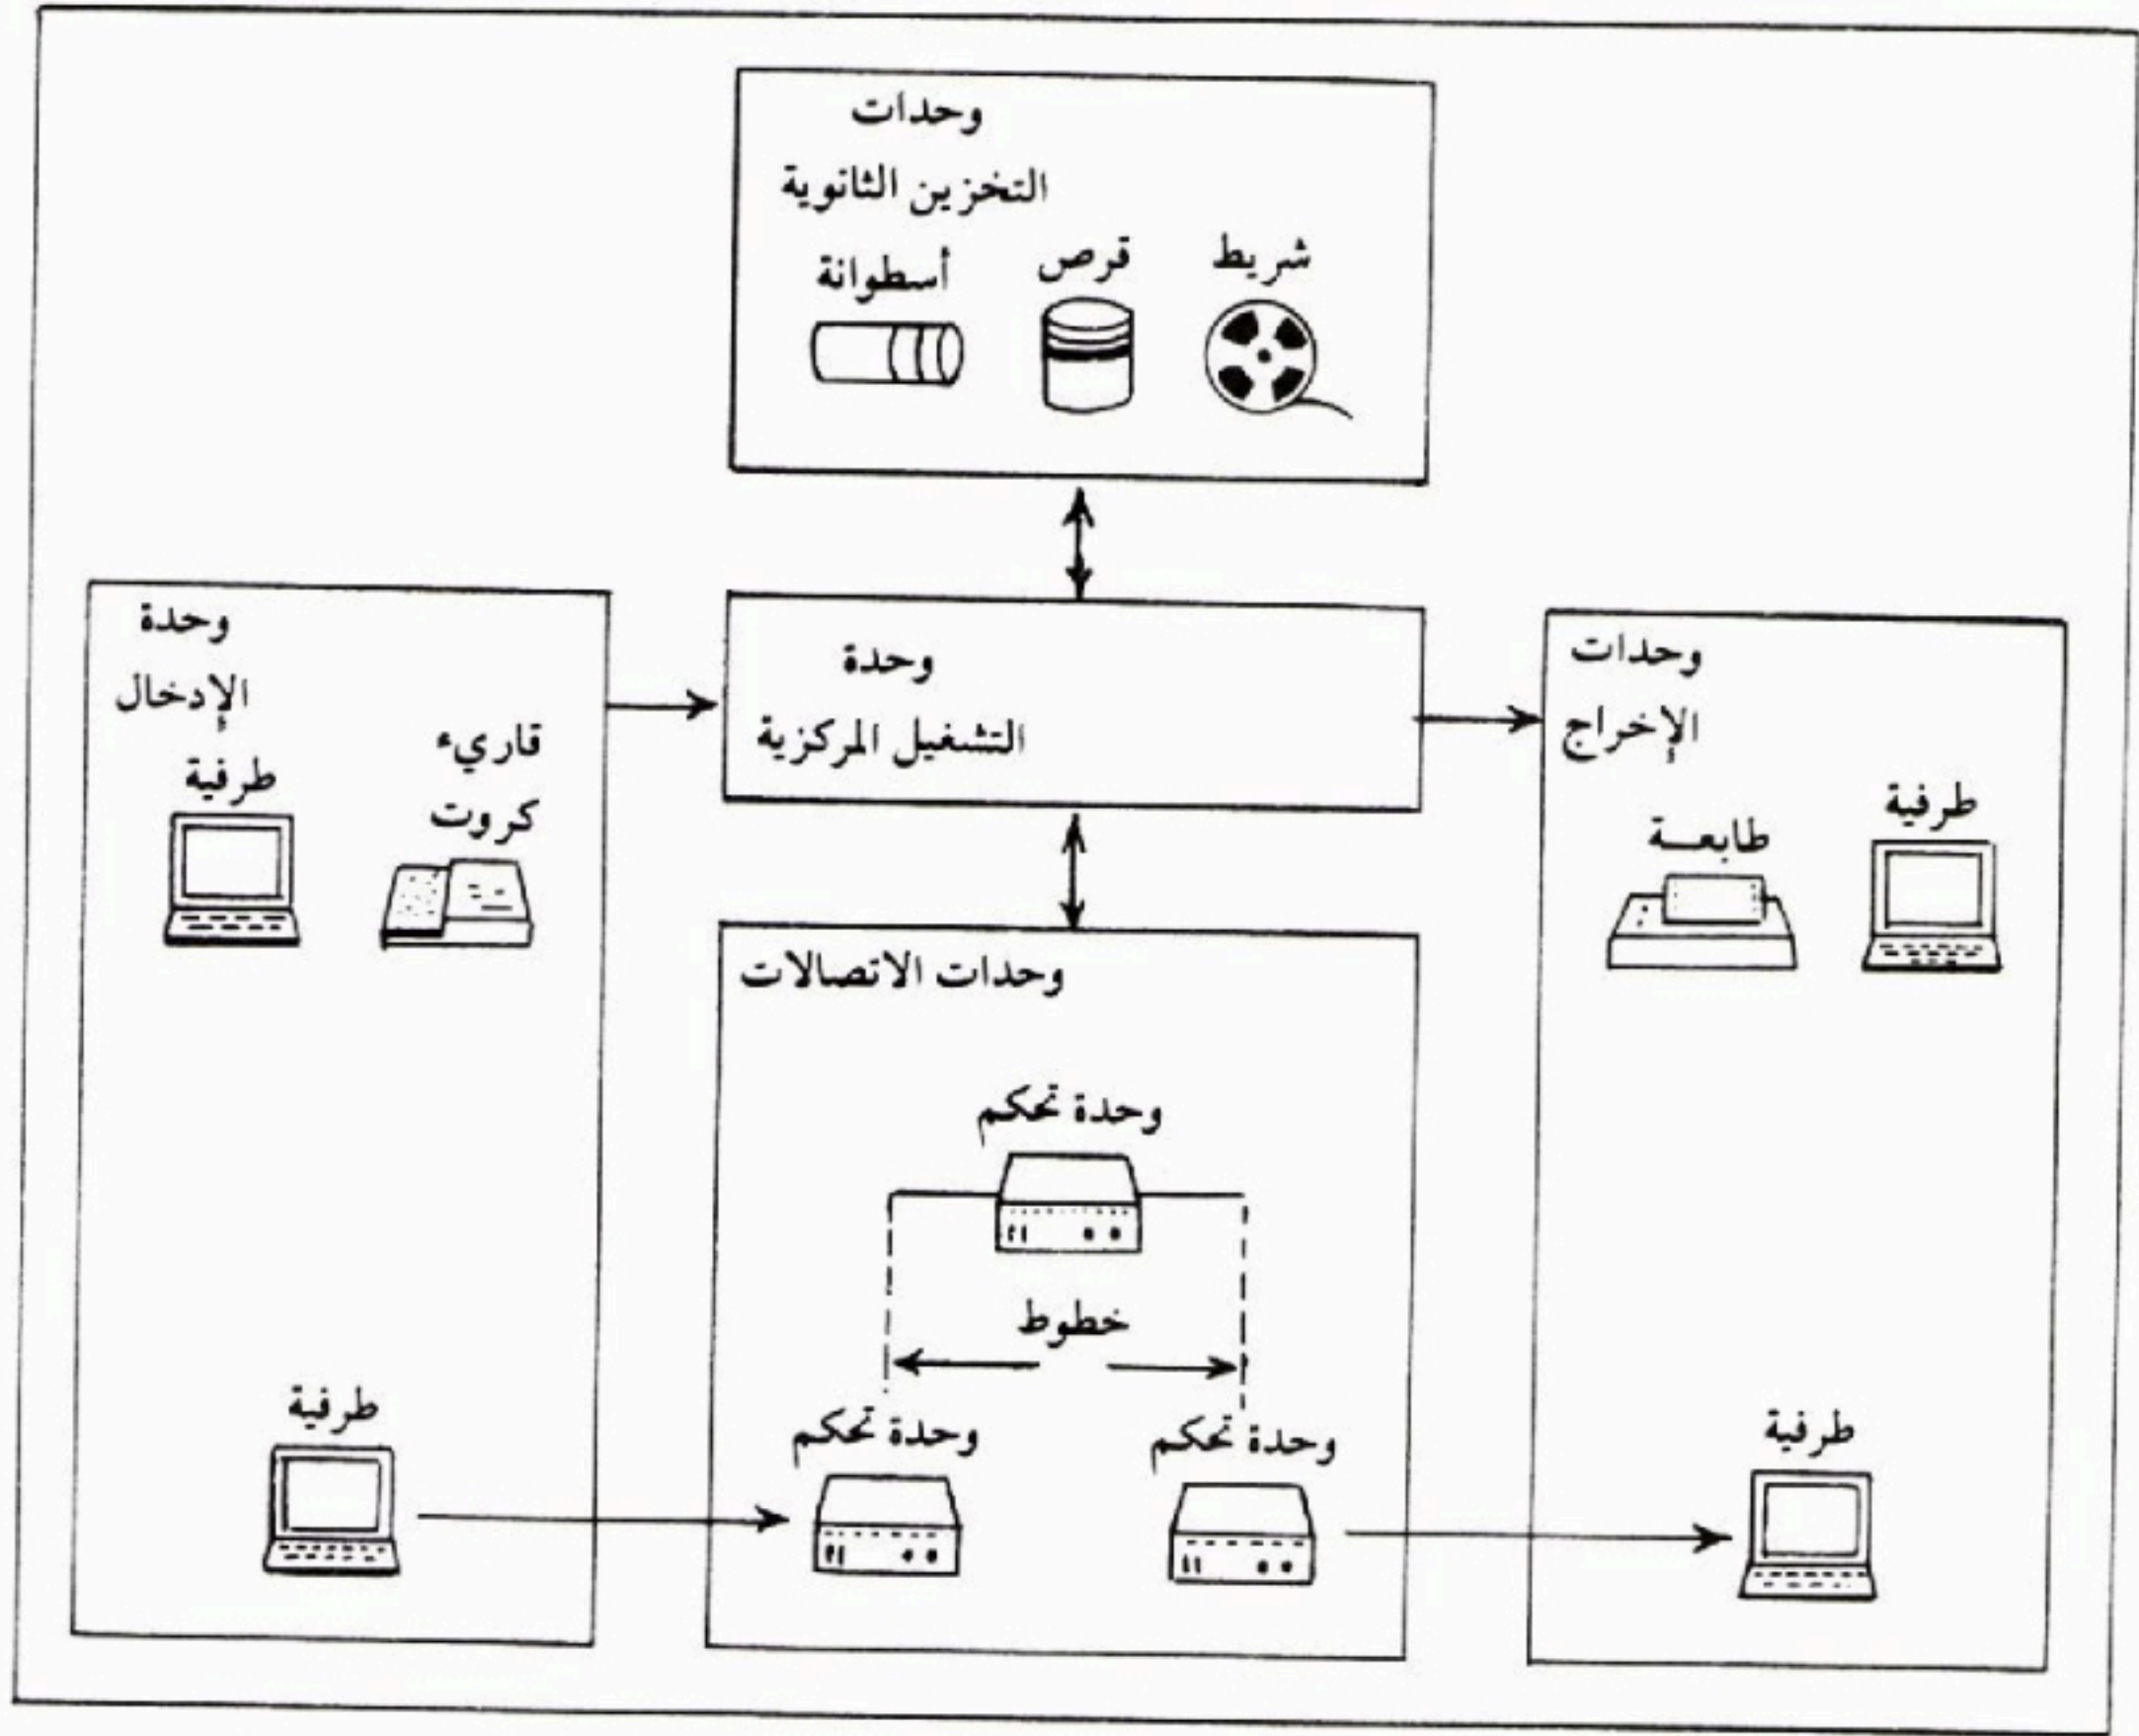 وحدات
التخزين الثانوية
شريط
قرص
أسطوانة
وحدة
الإدخال
قاريء
كروت
طرفية
طرفية
وحدة
التشغيل المركزية
وحدات
الإخراج
طرفية
طابعة
طرفية
وحدات الاتصالات
وحدة تحكم
خطوط
وحدة تحكم
وحدة تحكم